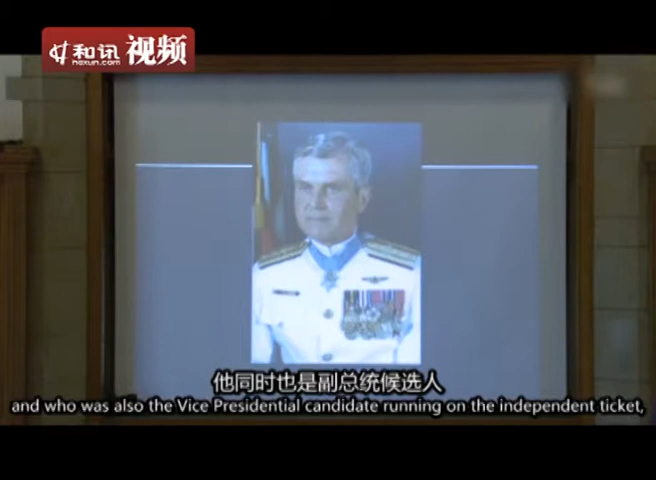 和讯 视频
hexun.com
他同时也是副总统候选人
and who was also the Vice Presidential candidate running on the independent ticket,